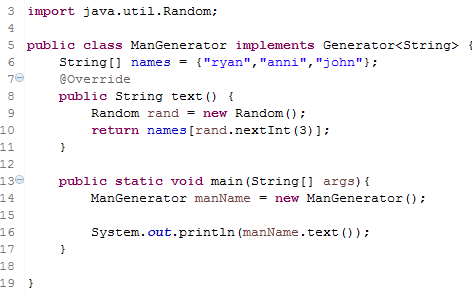 3 import java.util.Random;
4
5 public class ManGenerator implements Generator<String> {
6     String[] names = {"ryan","anni","john"};
7     @Override
8     public String text() {
9         Random rand = new Random();
10         return names[rand.nextInt(3)];
11     }
12
13     public static void main(String[] args){
14         ManGenerator manName = new ManGenerator();
15
16         System.out.println(manName.text());
17     }
18
19 }